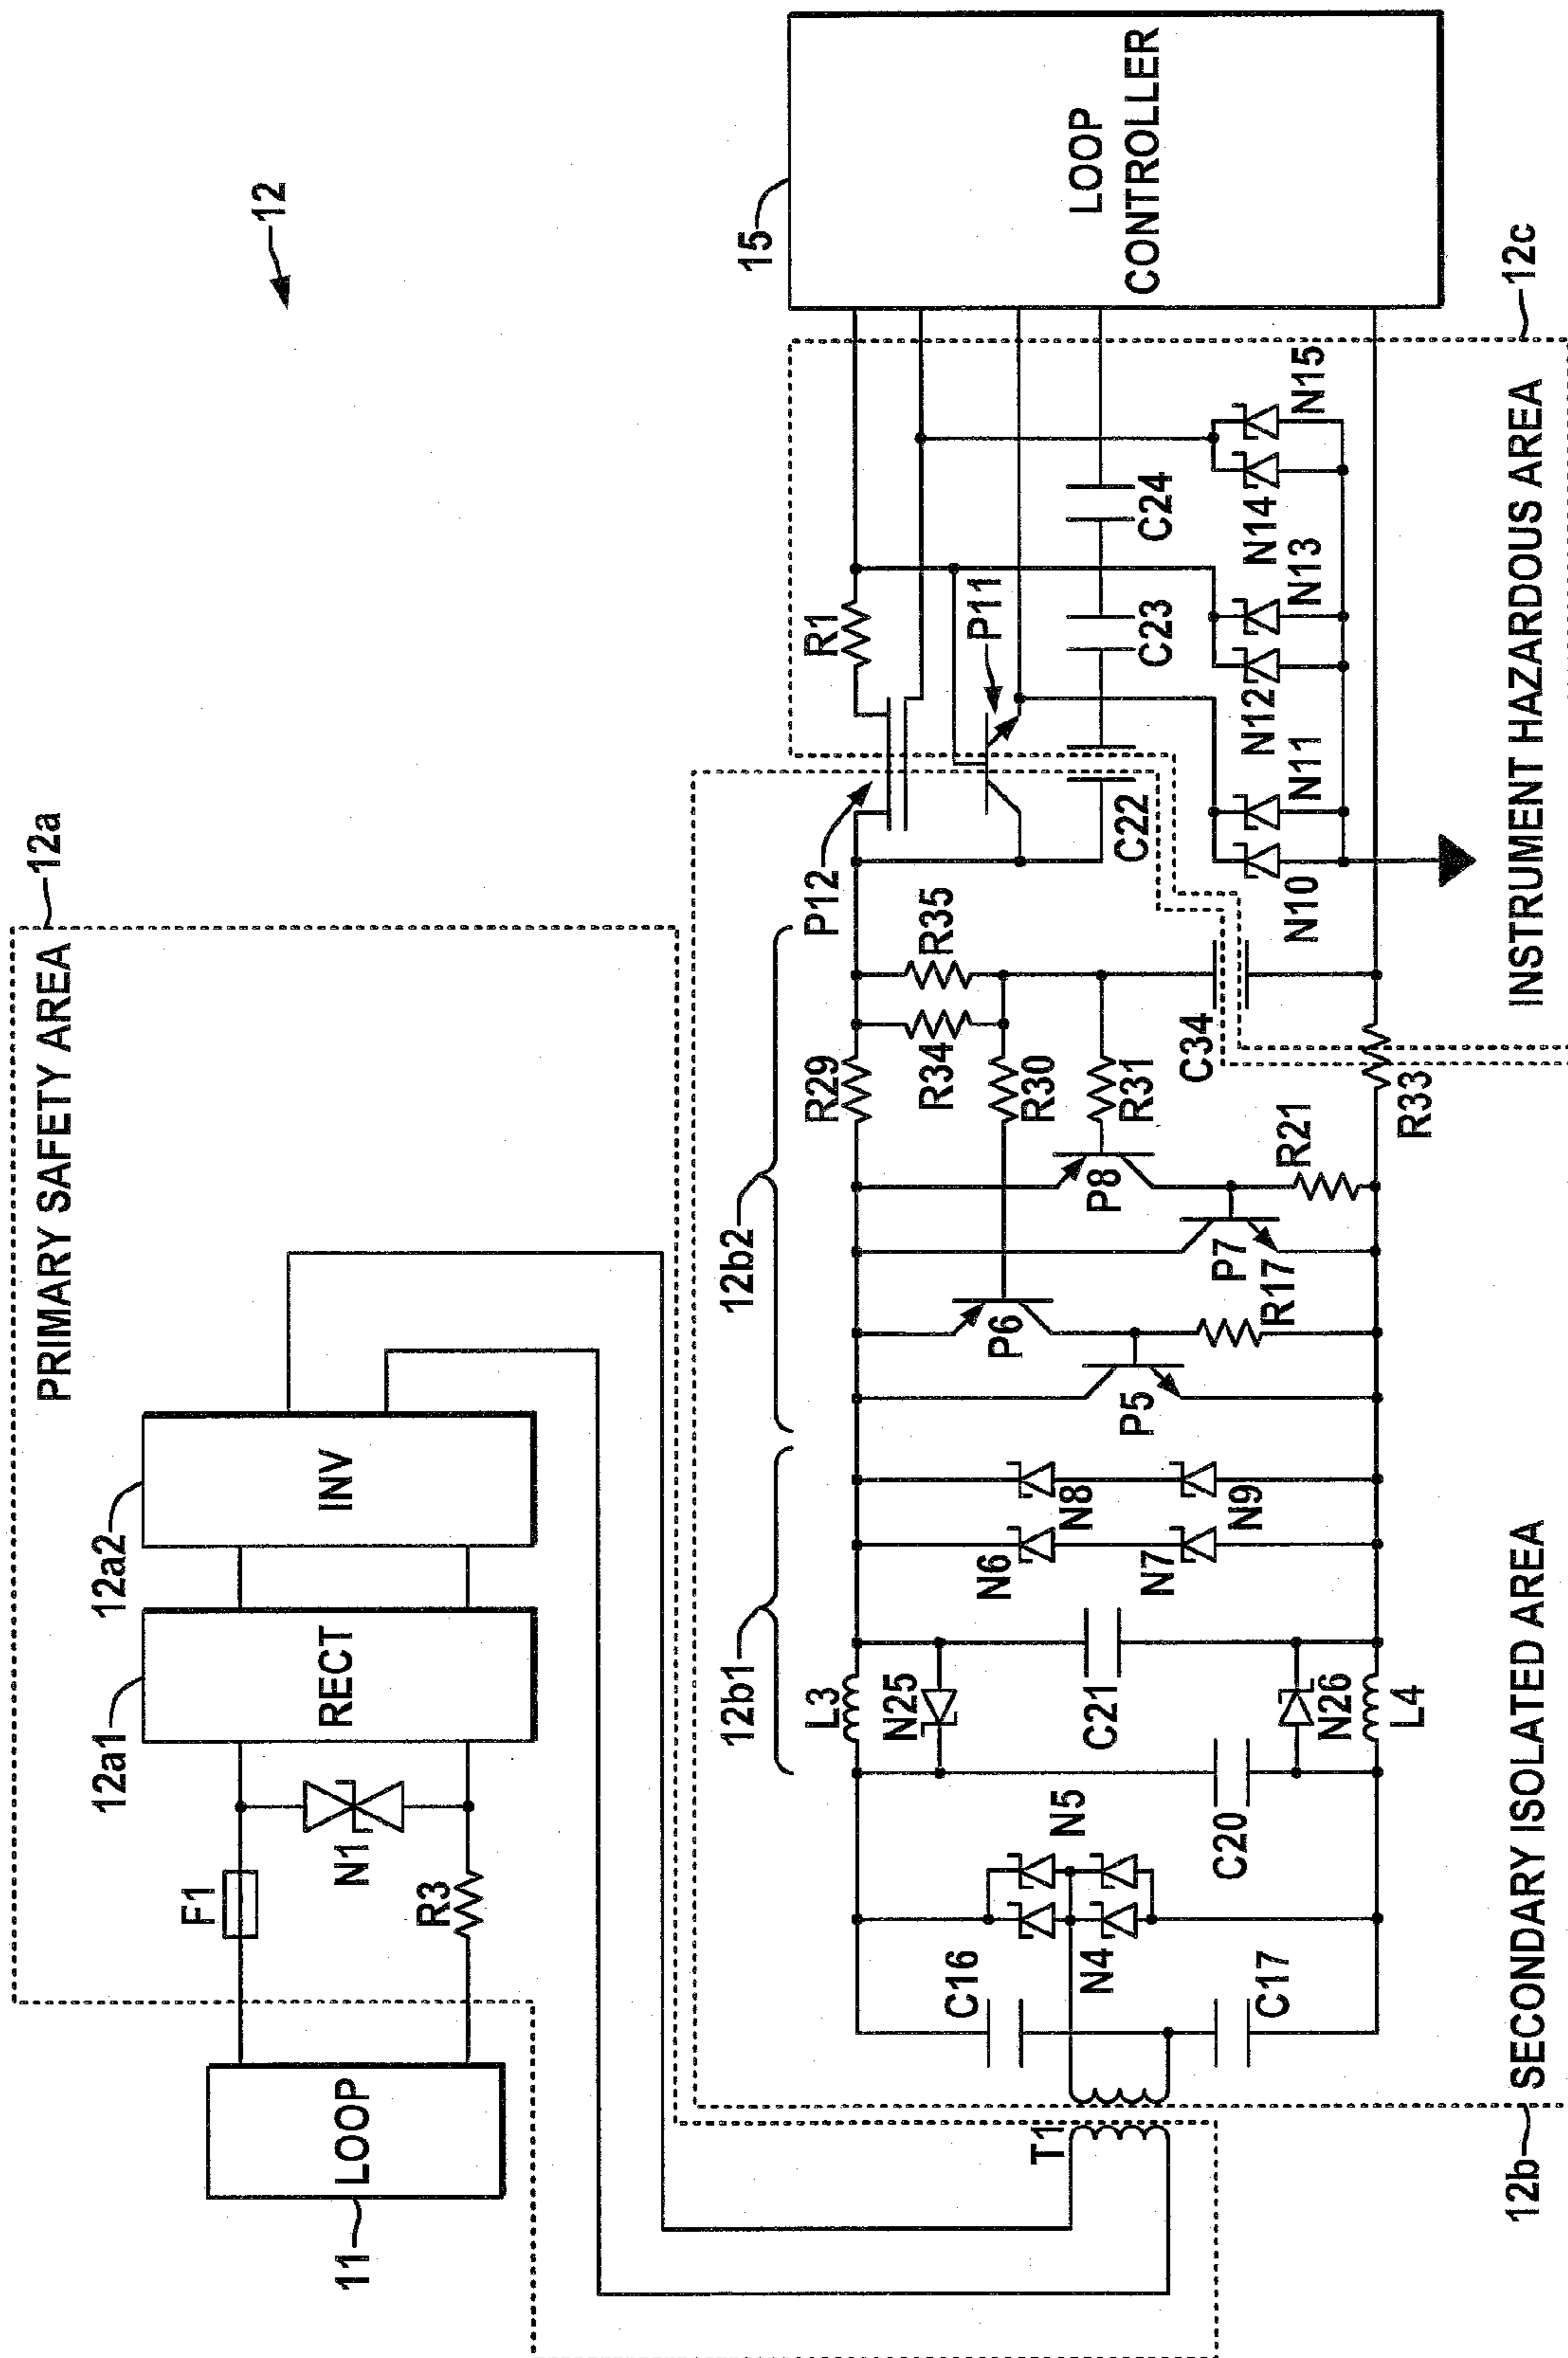 PRIMARY SAFETY AREA
12a
12
11
LOOP
F1
N1
R3
12a1
RECT
12a2
INV
T1
12b1
12b2
C16
C17
N4
N5
C20
L3
N25
C21
N26
L4
N6
N7
N8
N9
P5
P6
R17
P7
P8
R21
R29
R34
R35
R30
R31
C34
R33
P12
C22
R1
P11
C23
C24
N10
N11
N12
N13
N14
N15
15
LOOP
CONTROLLER
12c
INSTRUMENT HAZARDOUS AREA
12b
SECONDARY ISOLATED AREA